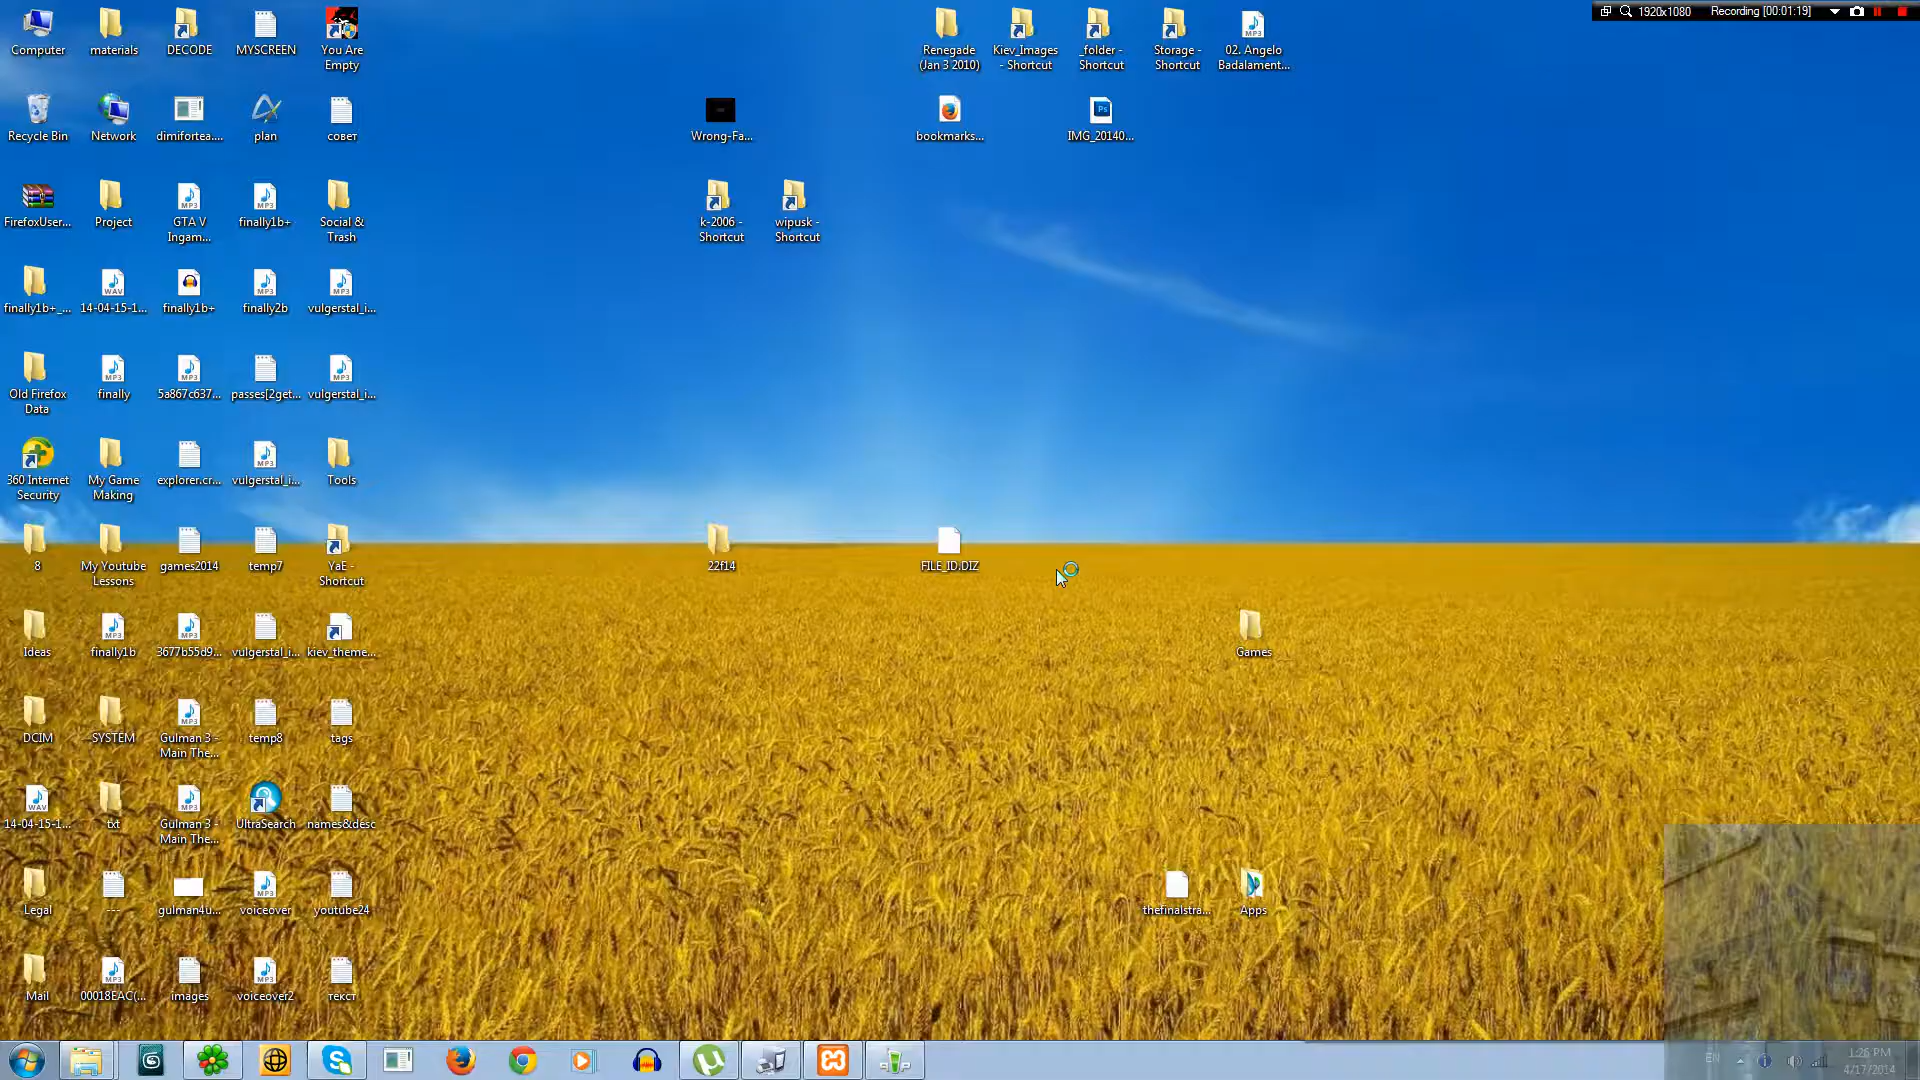 1920x1080 Recording [00:01:19]
Computer
materials
DECODE
MYSCREEN
You Are
Empty
Renegade
(Jan 3 2010)
Kiev_Images
- Shortcut
_folder -
Shortcut
Storage -
Shortcut
02. Angelo
Badalament...
Recycle Bin
Network
dimifortea....
plan
совет
Wrong-Fa...
bookmarks...
IMG_20140...
FirefoxUser...
Project
GTA V
Ingam...
finally1b+
Social &
Trash
k-2006 -
Shortcut
wipusk -
Shortcut
finally1b+_...
14-04-15-1...
finally1b+
finally2b
vulgerstal_i...
Old Firefox
Data
finally
5a867c637...
passes[2get...
vulgerstal_i...
360 Internet
Security
My Game
Making
explorer.cr...
vulgerstal_i...
Tools
8
My Youtube
Lessons
games2014
temp7
YaE -
Shortcut
22f14
FILE_ID.DIZ
Ideas
finally1b
3677b55d9...
vulgerstal_i...
kiev_theme...
Games
DCIM
SYSTEM
Gulman 3 -
Main The...
temp8
tags
14-04-15-1...
txt
Gulman 3 -
Main The...
UltraSearch
names&desc
Legal
---
gulman4u...
voiceover
youtube24
thefinalstra...
Apps
Mail
00018EAC(...
images
voiceover2
текст
EN
1:26 PM
4/17/2014